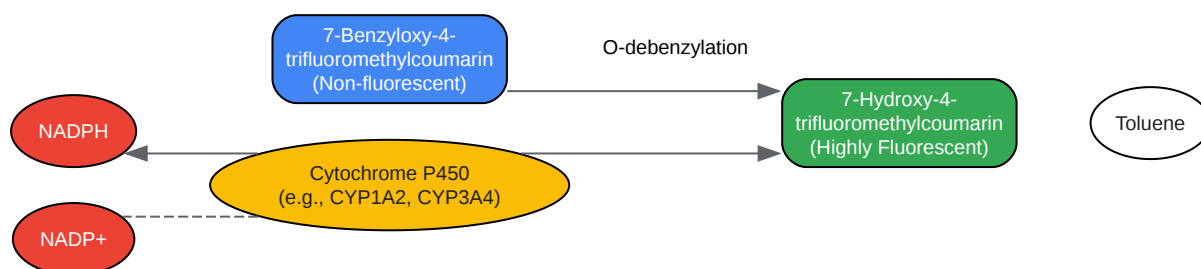 7-Benzyloxy-4-
trifluoromethylcoumarin
(Non-fluorescent)
O-debenzylation
7-Hydroxy-4-
trifluoromethylcoumarin
(Highly Fluorescent)
Toluene
NADPH
Cytochrome P450
(e.g., CYP1A2, CYP3A4)
NADP+